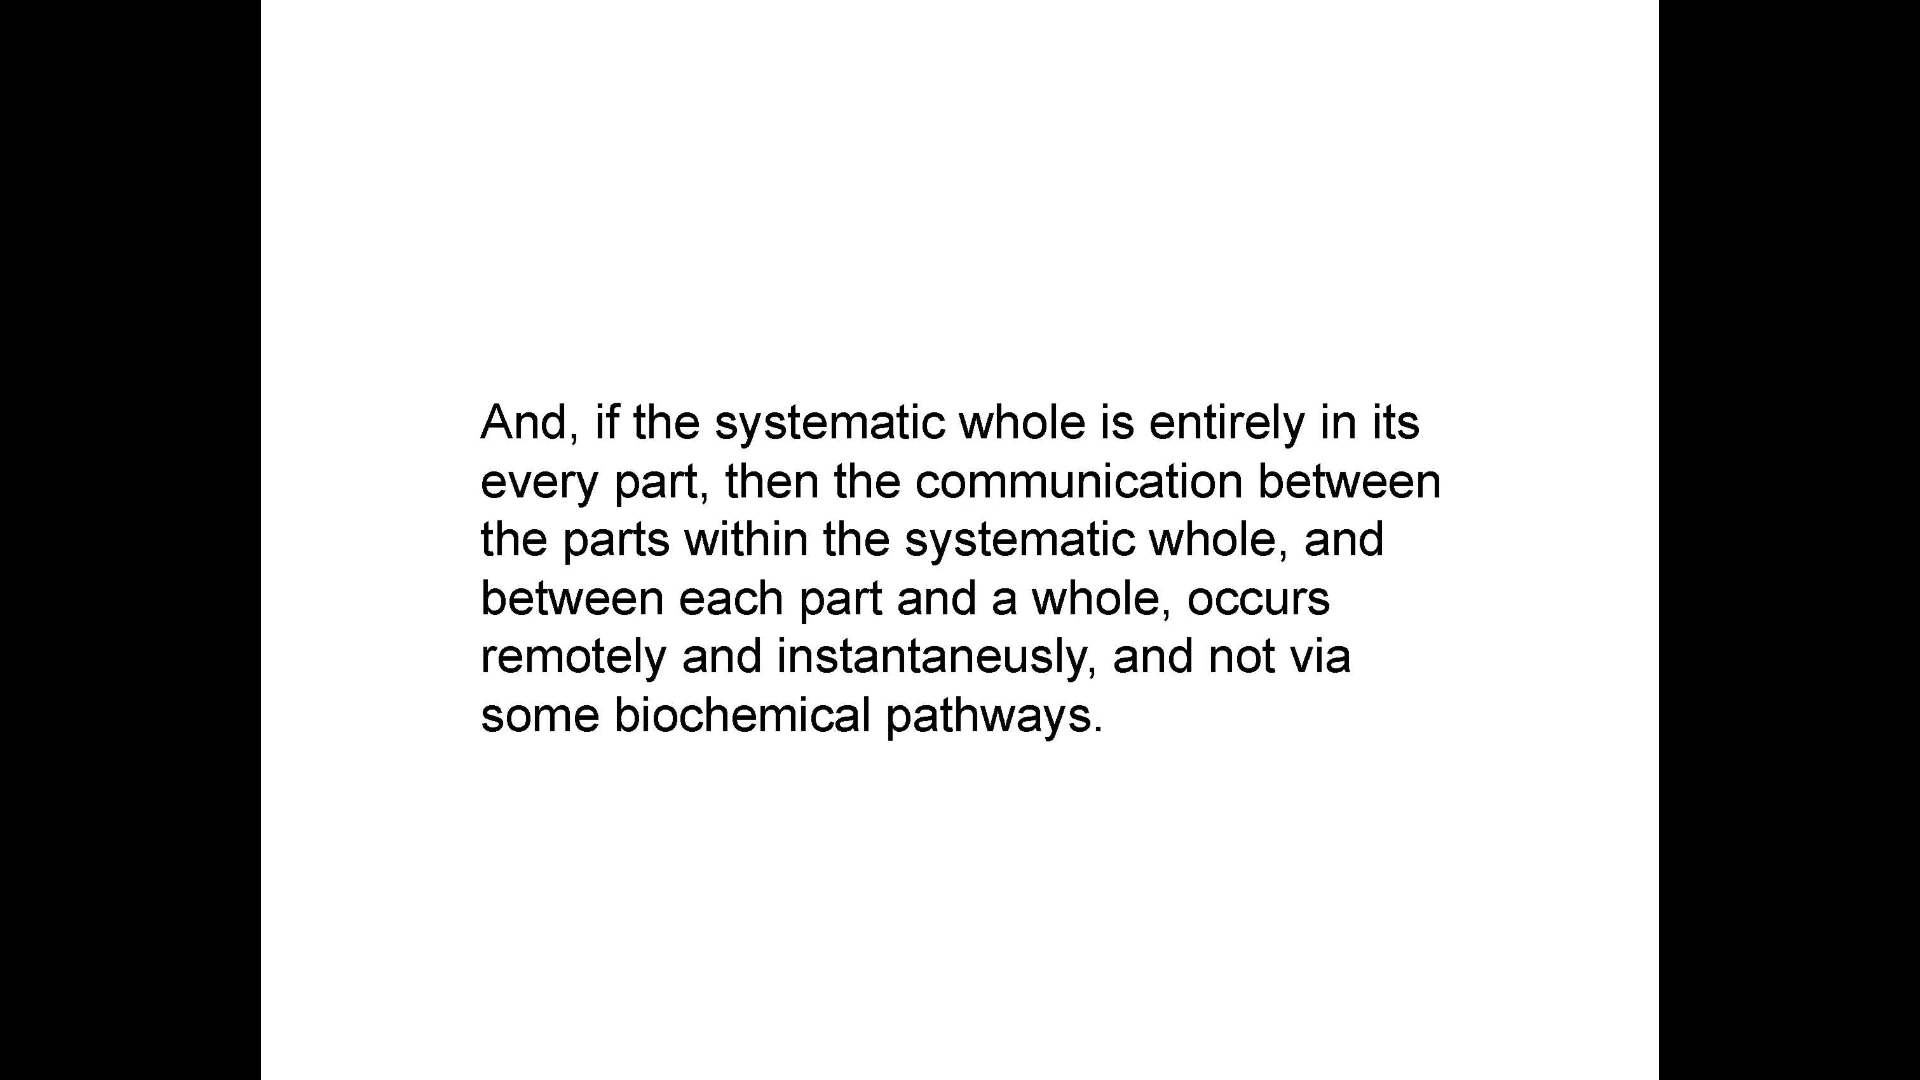 And, if the systematic whole is entirely in its
every part, then the communication between
the parts within the systematic whole, and
between each part and a whole, occurs
remotely and instantaneusly, and not via
some biochemical pathways.